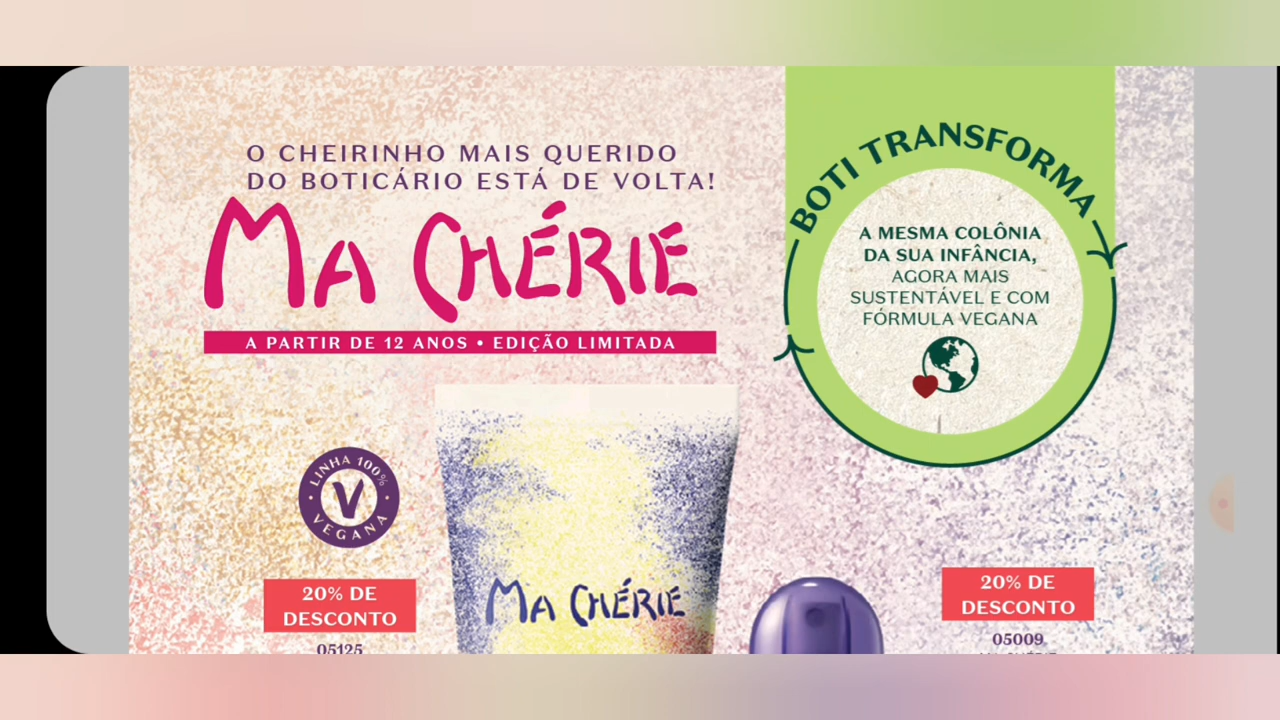 O CHEIRINHO MAIS QUERIDO
DO BOTICÁRIO ESTÁ DE VOLTA!
MA CHÉRIE
A PARTIR DE 12 ANOS • EDIÇÃO LIMITADA
BOTI TRANSFORMA
A MESMA COLÔNIA
DA SUA INFÂNCIA,
AGORA MAIS
SUSTENTÁVEL E COM
FÓRMULA VEGANA
LINHA 100%
V
VEGANA
MA CHÉRIE
20% DE
DESCONTO
05125
20% DE
DESCONTO
05009